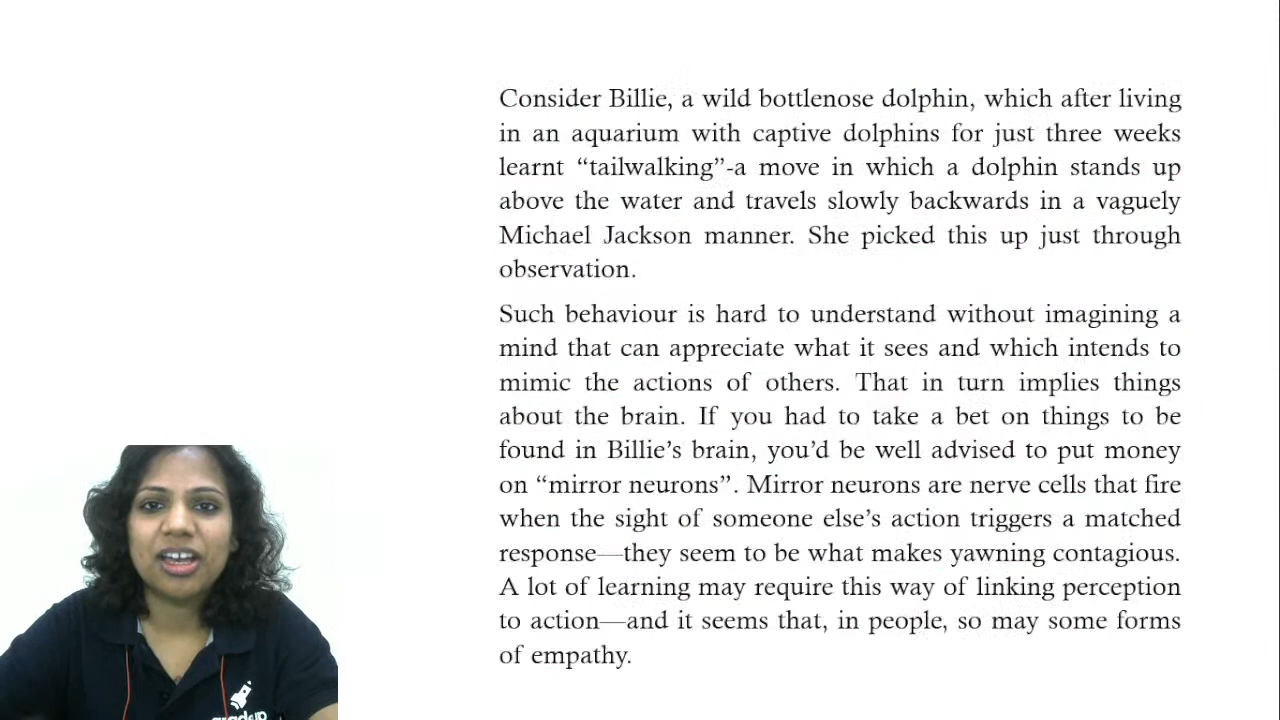 Consider Billie, a wild bottlenose dolphin, which after living
in an aquarium with captive dolphins for just three weeks
learnt “tailwalking”-a move in which a dolphin stands up
above the water and travels slowly backwards in a vaguely
Michael Jackson manner. She picked this up just through
observation.
Such behaviour is hard to understand without imagining a
mind that can appreciate what it sees and which intends to
mimic the actions of others. That in turn implies things
about the brain. If you had to take a bet on things to be
found in Billie’s brain, you’d be well advised to put money
on “mirror neurons”. Mirror neurons are nerve cells that fire
when the sight of someone else’s action triggers a matched
response—they seem to be what makes yawning contagious.
A lot of learning may require this way of linking perception
to action—and it seems that, in people, so may some forms
of empathy.